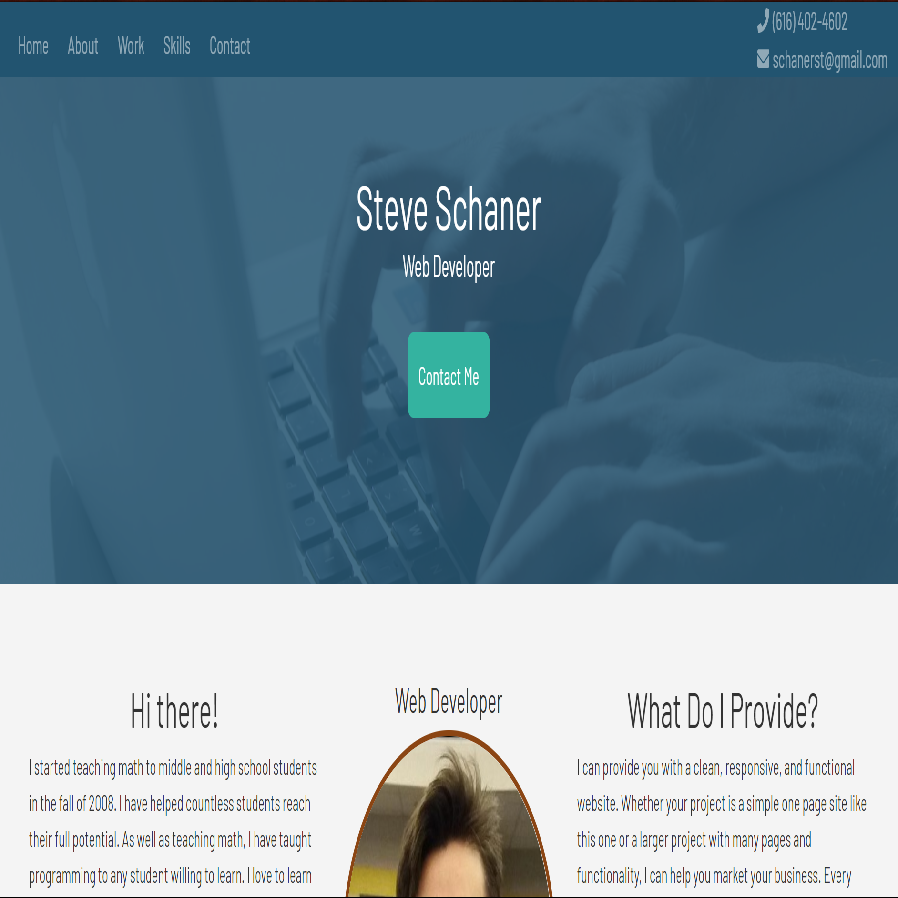 Home About Work Skills Contact
(616) 402-4602
schanerst@gmail.com
Steve Schaner
Web Developer
Contact Me
Hi there!
I started teaching math to middle and high school students
in the fall of 2008. I have helped countless students reach
their full potential. As well as teaching math, I have taught
programming to any student willing to learn. I love to learn
Web Developer
What Do I Provide?
I can provide you with a clean, responsive, and functional
website. Whether your project is a simple one page site like
this one or a larger project with many pages and
functionality, I can help you market your business. Every